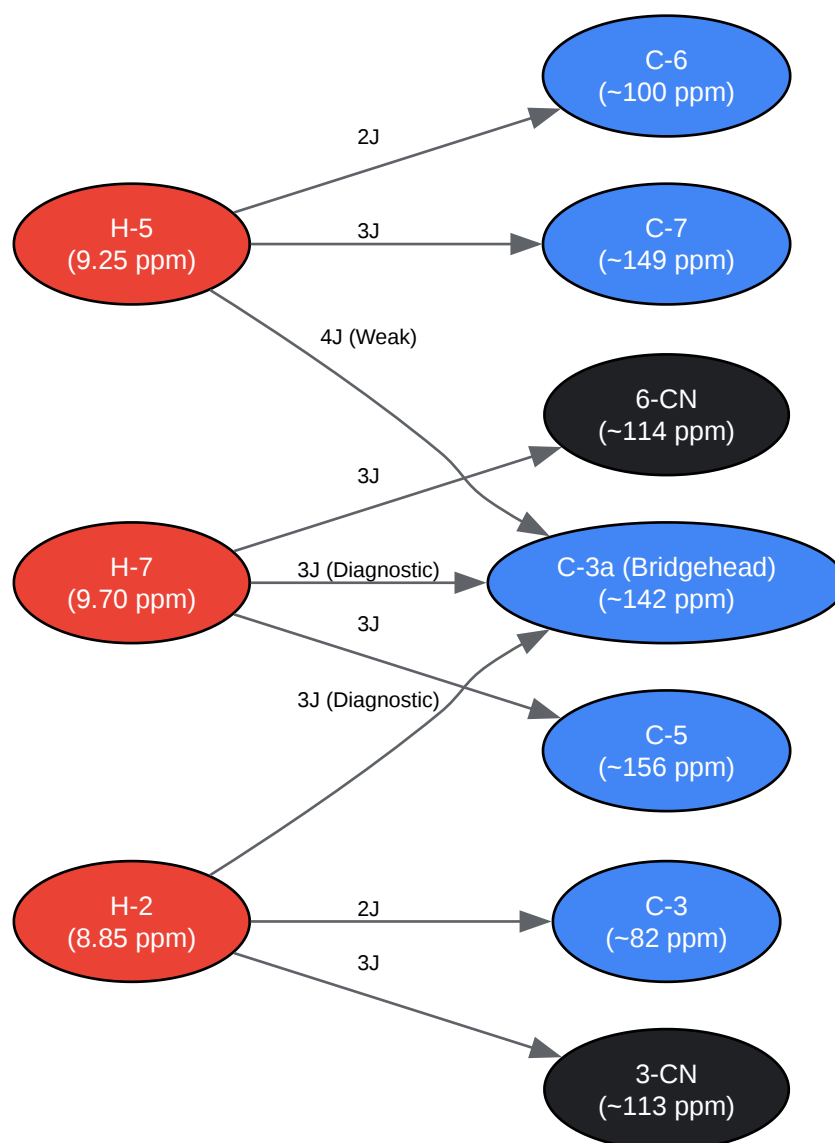 C-6
(~100 ppm)
2J
H-5
(9.25 ppm)
3J
C-7
(~149 ppm)
4J (Weak)
6-CN
(~114 ppm)
3J
H-7
(9.70 ppm)
3J (Diagnostic)
C-3a (Bridgehead)
(~142 ppm)
3J
3J (Diagnostic)
C-5
(~156 ppm)
H-2
(8.85 ppm)
2J
C-3
(~82 ppm)
3J
3-CN
(~113 ppm)